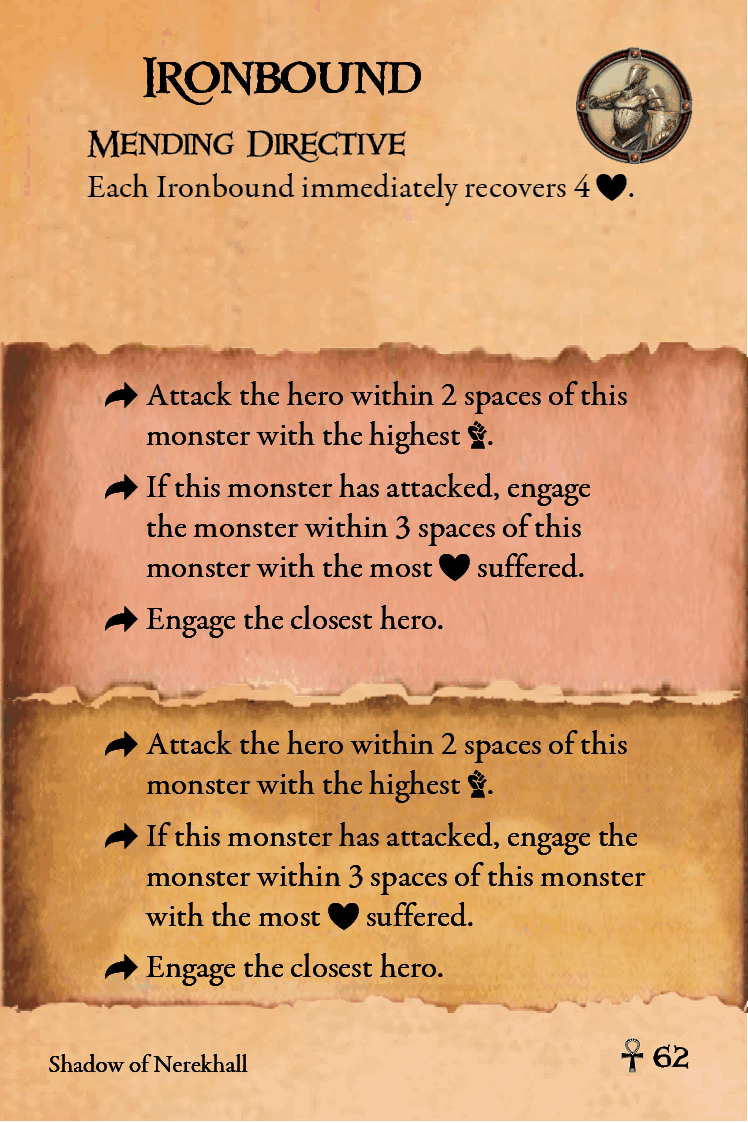 Ironbound
Mending Directive
Each Ironbound immediately recovers 4 ♥.
Attack the hero within 2 spaces of this
monster with the highest ✊.
If this monster has attacked, engage
the monster within 3 spaces of this
monster with the most ♥ suffered.
Engage the closest hero.
Attack the hero within 2 spaces of this
monster with the highest ✊.
If this monster has attacked, engage the
monster within 3 spaces of this monster
with the most ♥ suffered.
Engage the closest hero.
Shadow of Nerekhall
☥ 62